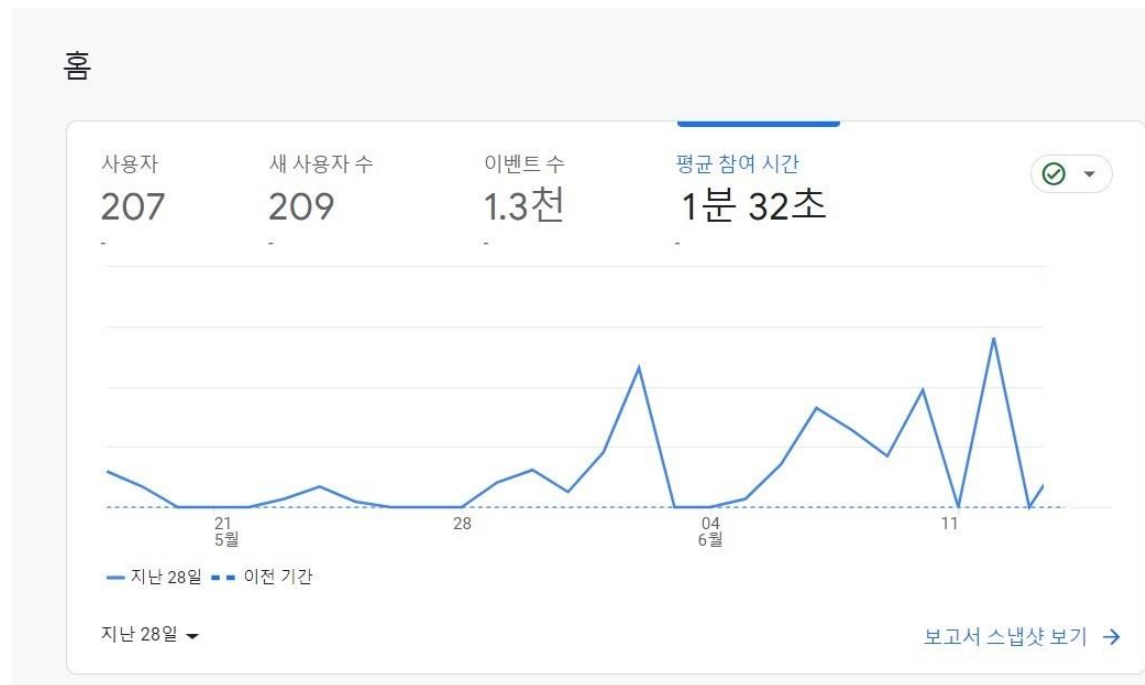 홈
사용자 새 사용자 수 이벤트 수 평균 참여 시간
207 209 1.3천 1분 32초
- - - -
21 28 04 11
5월 6월
지난 28일 이전 기간
지난 28일 보고서 스냅샷 보기